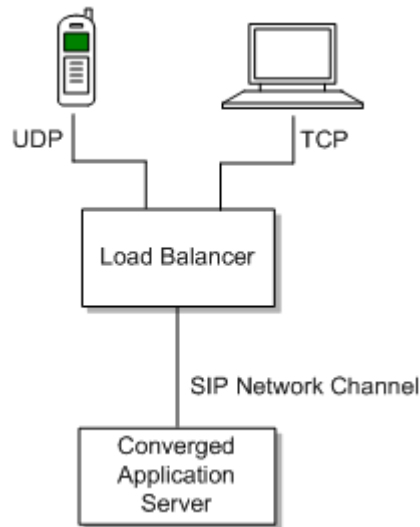 UDP
TCP
Load Balancer
SIP Network Channel
Converged
Application
Server